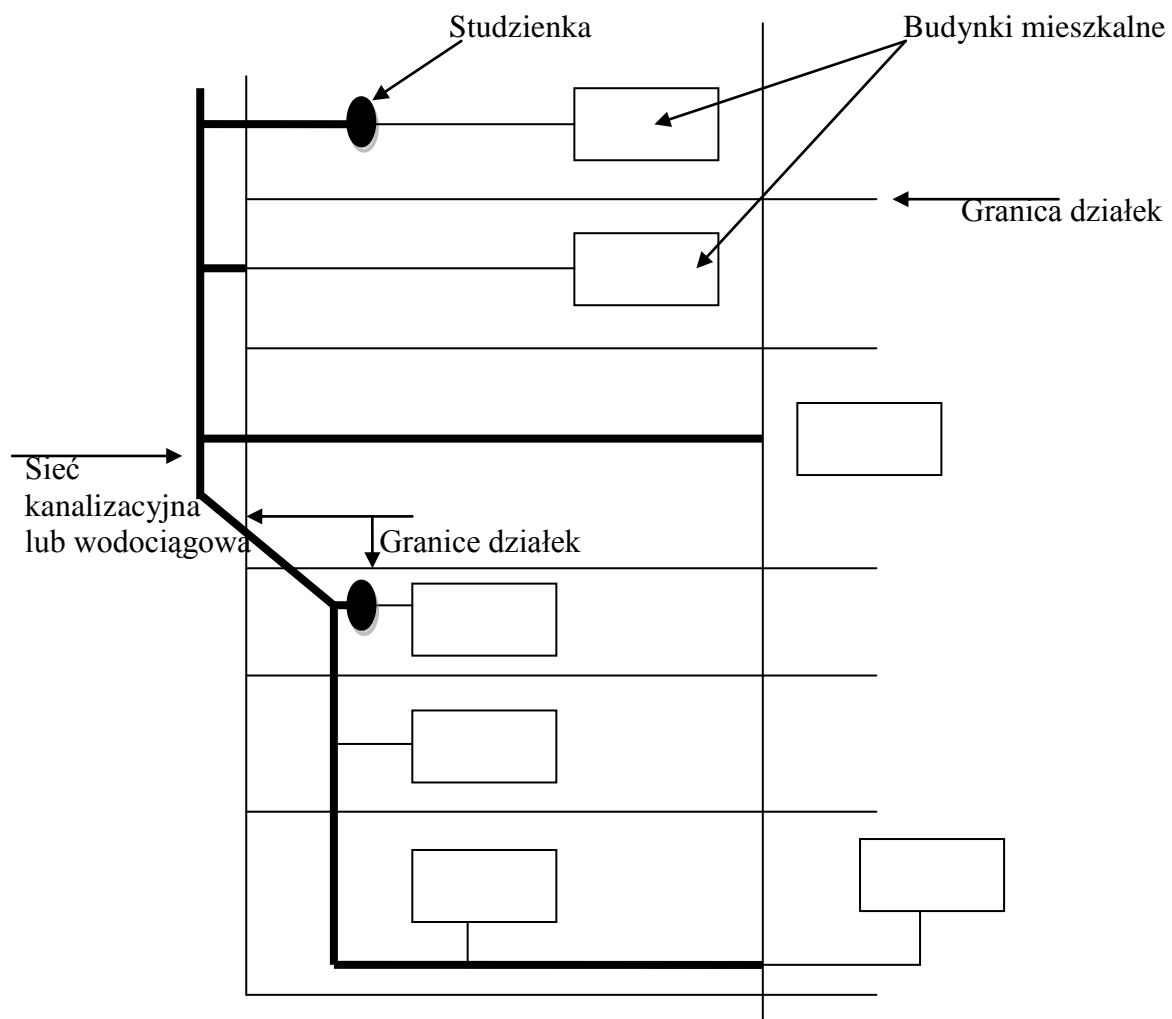 Studzienka
Budynki mieszkalne
Granica działek
Sieć
kanalizacyjna
lub wodociągowa
Granice działek